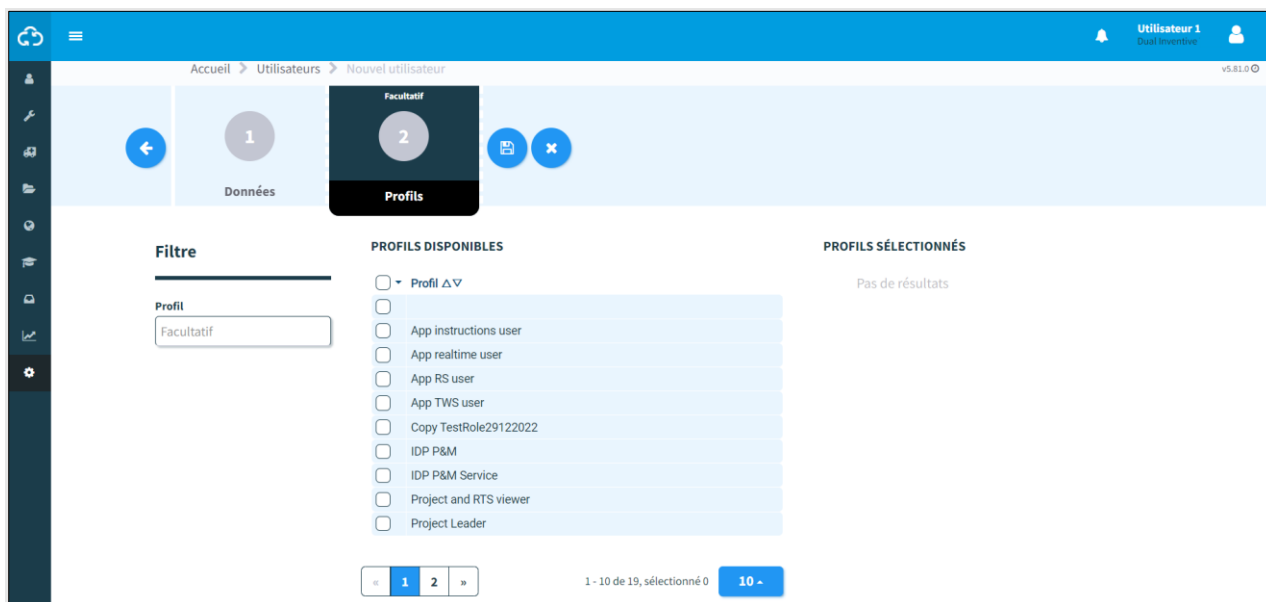 Utilisateur 1
Dual Inventive
Accueil Utilisateurs Nouvel utilisateur
v5.81.0
1
Données
Facultatif
2
Profils
Filtre
Profil
Facultatif
PROFILS DISPONIBLES
Profil
App instructions user
App realtime user
App RS user
App TWS user
Copy TestRole29122022
IDP P&M
IDP P&M Service
Project and RTS viewer
Project Leader
« 1 2 »
1 - 10 de 19, sélectionné 0
10
PROFILS SÉLECTIONNÉS
Pas de résultats